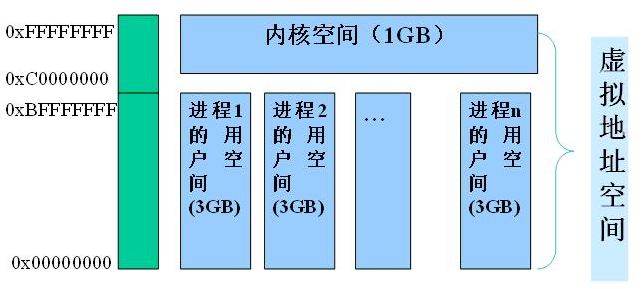 0xFFFFFFFF
内核空间（1GB）
0xC0000000
0xBFFFFFFF
进程1
的用
户空
间
(3GB)
进程2
的用
户空
间
(3GB)
...
进程n
的用
户空
间
(3GB)
0x00000000
虚拟地址空间